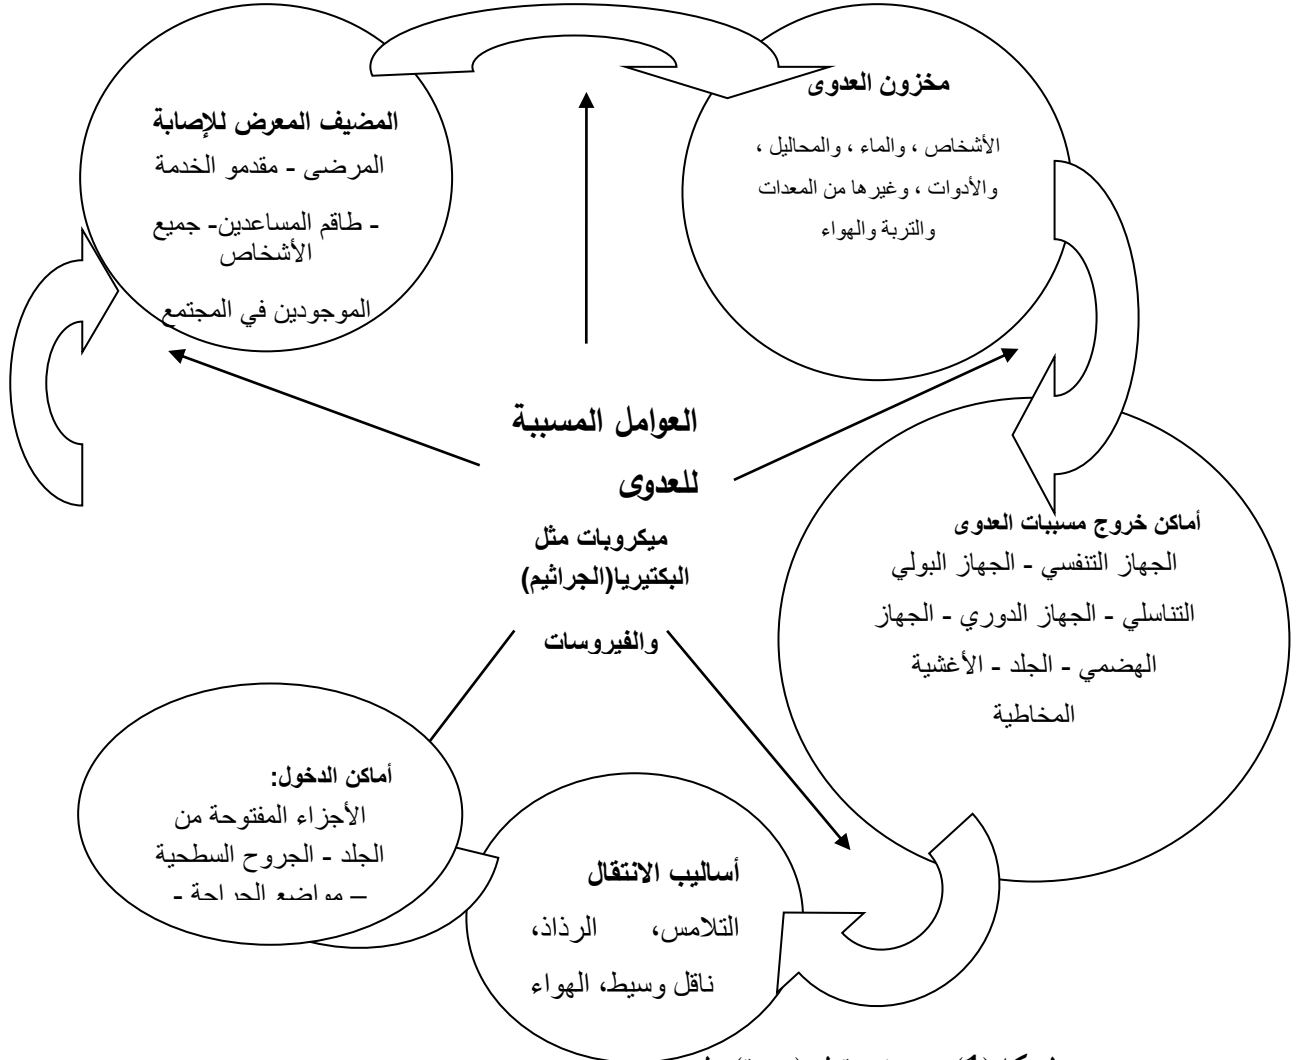 مخزون العدوى
الأشخاص ، والماء ، والمحاليل ،
والأدوات ، وغيرها من المعدات
والتربة والهواء
المضيف المعرض للإصابة
المرضى - مقدمو الخدمة
- طاقم المساعدين- جميع
الأشخاص
الموجودين في المجتمع
العوامل المسببة
للعدوى
ميكروبات مثل
البكتيريا(الجراثيم)
والفيروسات
أماكن خروج مسببات العدوى
الجهاز التنفسي - الجهاز البولي
التناسلي - الجهاز الدوري - الجهاز
الهضمي - الجلد - الأغشية
المخاطية
أساليب الانتقال
التلامس، الرذاذ،
ناقل وسيط، الهواء
أماكن الدخول:
الأجزاء المفتوحة من
الجلد - الجروح السطحية
– مواضع الجراحة -
(1)